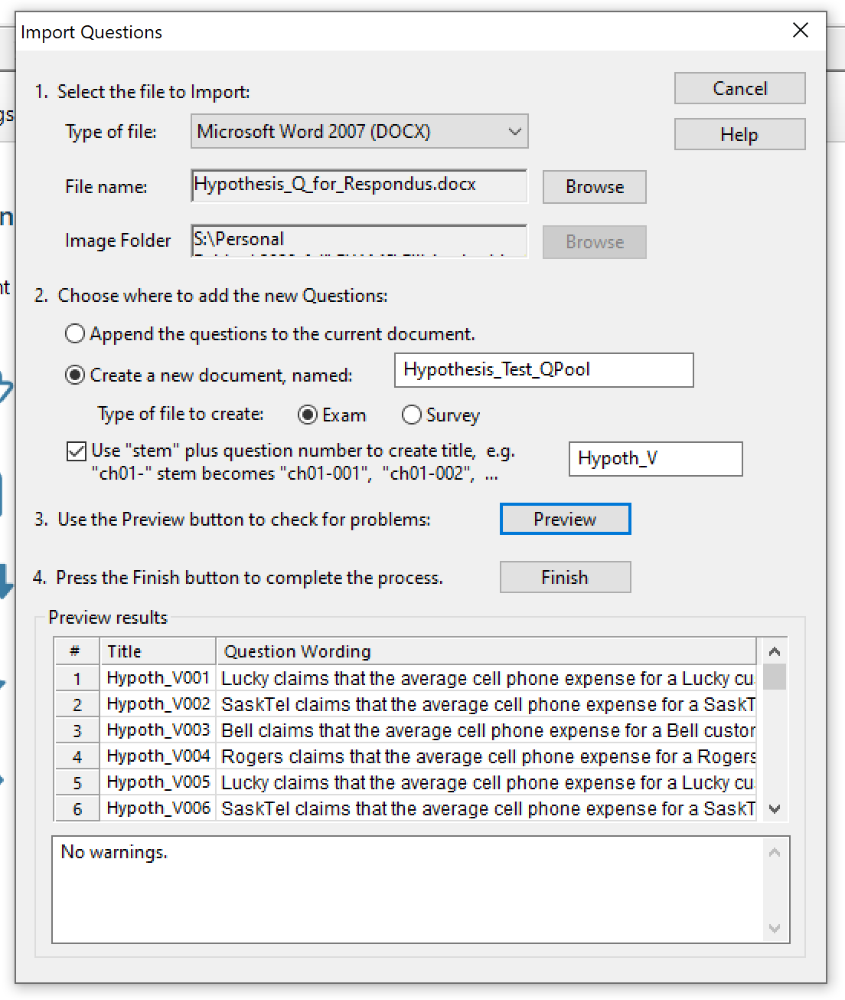 Import Questions
1. Select the file to Import:
Cancel
Type of file:
Microsoft Word 2007 (DOCX)
Help
File name:
Hypothesis_Q_for_Respondus.docx
Browse
Image Folder
S:\Personal
Browse
2. Choose where to add the new Questions:
Append the questions to the current document.
Create a new document, named:
Hypothesis_Test_QPool
Type of file to create:
Exam
Survey
Use "stem" plus question number to create title, e.g.
"ch01-" stem becomes "ch01-001", "ch01-002", ...
Hypoth_V
3. Use the Preview button to check for problems:
Preview
4. Press the Finish button to complete the process.
Finish
Preview results
# Title Question Wording
1 Hypoth_V001 Lucky claims that the average cell phone expense for a Lucky cu
2 Hypoth_V002 SaskTel claims that the average cell phone expense for a SaskT
3 Hypoth_V003 Bell claims that the average cell phone expense for a Bell custor
4 Hypoth_V004 Rogers claims that the average cell phone expense for a Rogers
5 Hypoth_V005 Lucky claims that the average cell phone expense for a Lucky cu
6 Hypoth_V006 SaskTel claims that the average cell phone expense for a SaskT
No warnings.